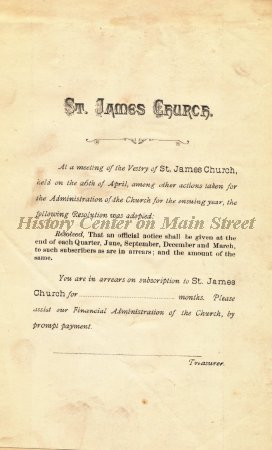 ST. JAMES CHURCH.
At a meeting of the Vestry of St. James Church,
held on the 26th of April, among other actions taken for
the Administration of the Church for the ensuing year, the
following Resolution was adopted:
History Center on Main Street
Resolved, That an official notice shall be given at the
end of each Quarter, June, September, December and March,
to such subscribers as are in arrears; and the amount of the
same.
You are in arrears on subscription to St. James
Church for .......................................... months. Please
assist our Financial Administration of the Church, by
prompt payment.
Treasurer.